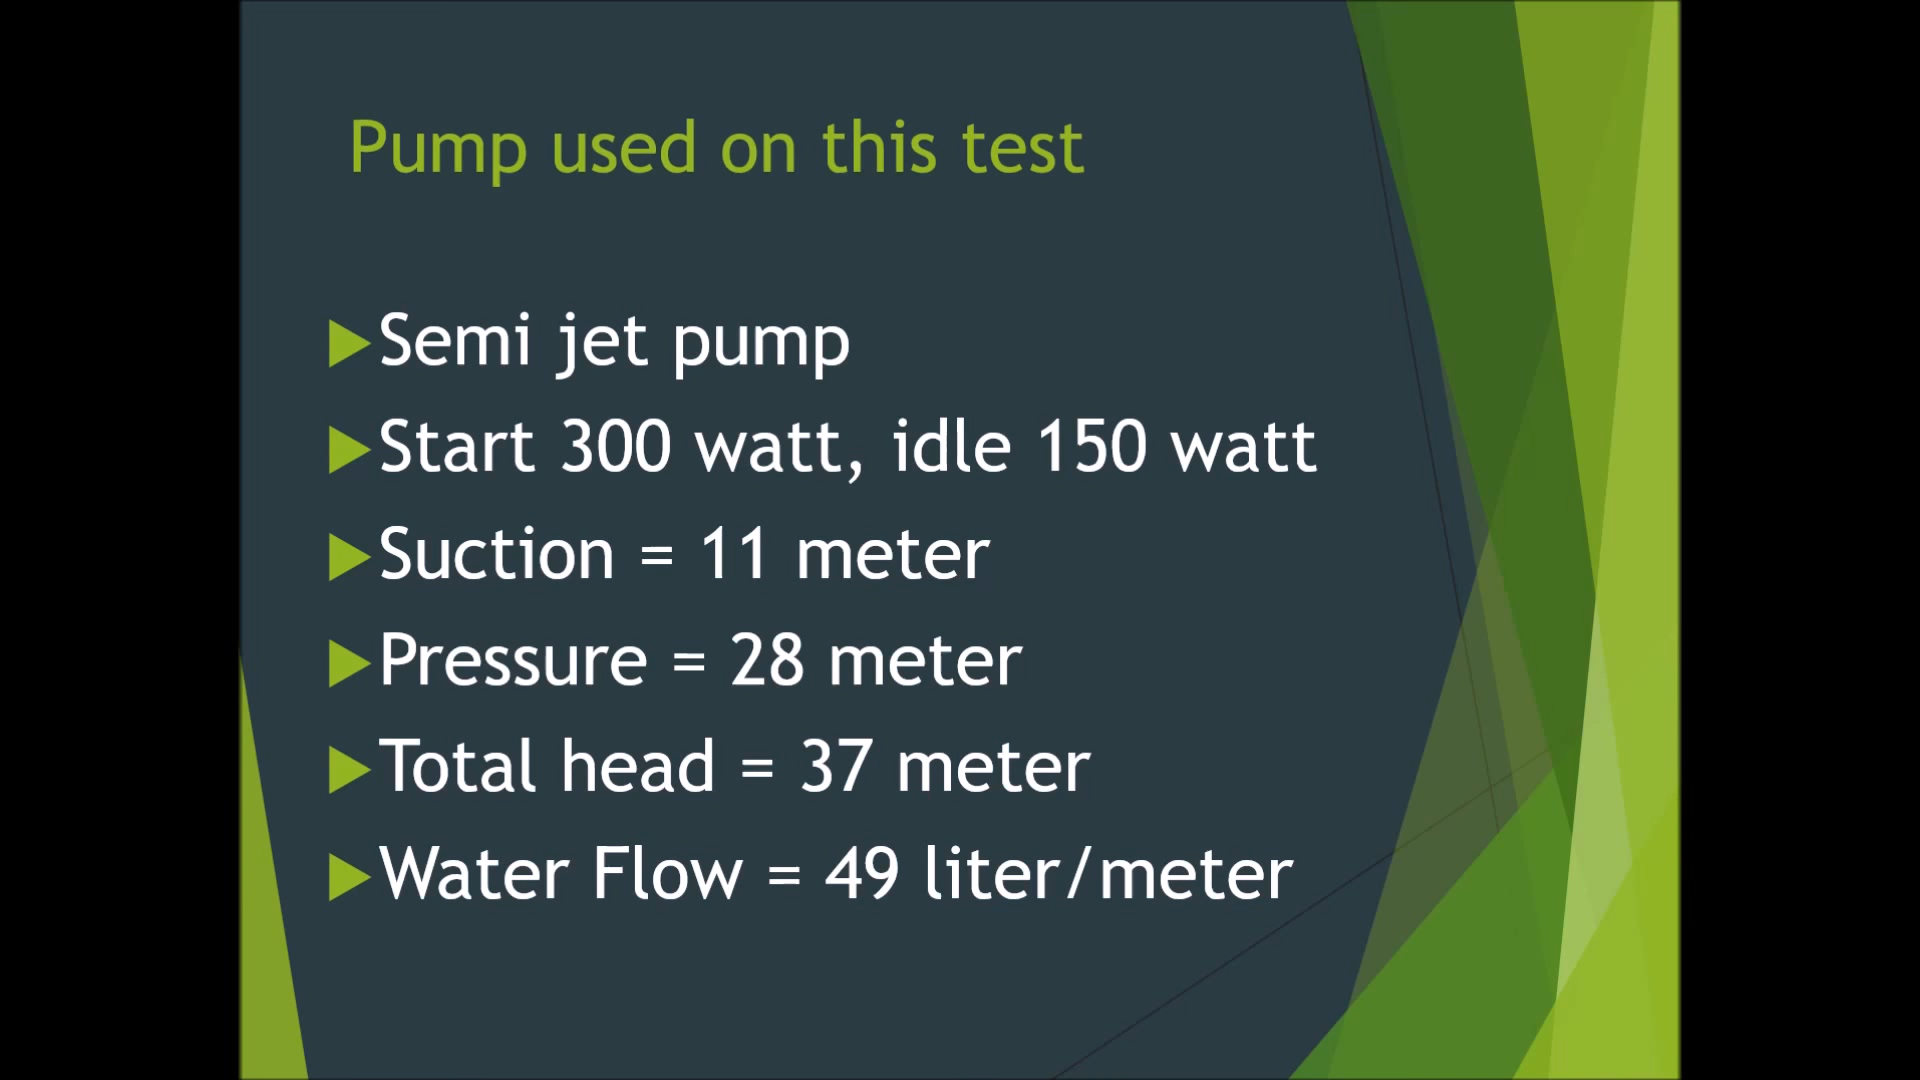 Pump used on this test
Semi jet pump
Start 300 watt, idle 150 watt
Suction = 11 meter
Pressure = 28 meter
Total head = 37 meter
Water Flow = 49 liter/meter